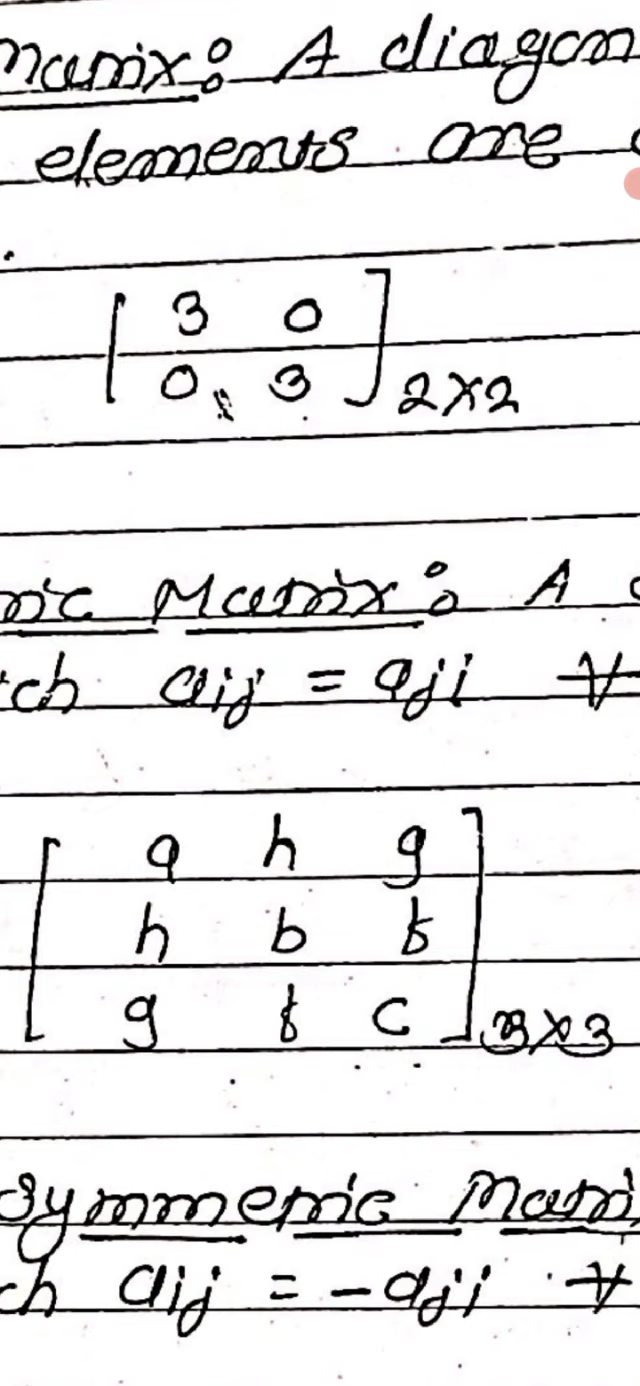 Matrix: A diagon
elements are
[ 3 0
0 3 ] 2×2
ric Matrix: A
ch aij = aji ∀
[ a h g
h b f
g f c ] 3×3
symmetric Matri
ch aij = -aji ∀